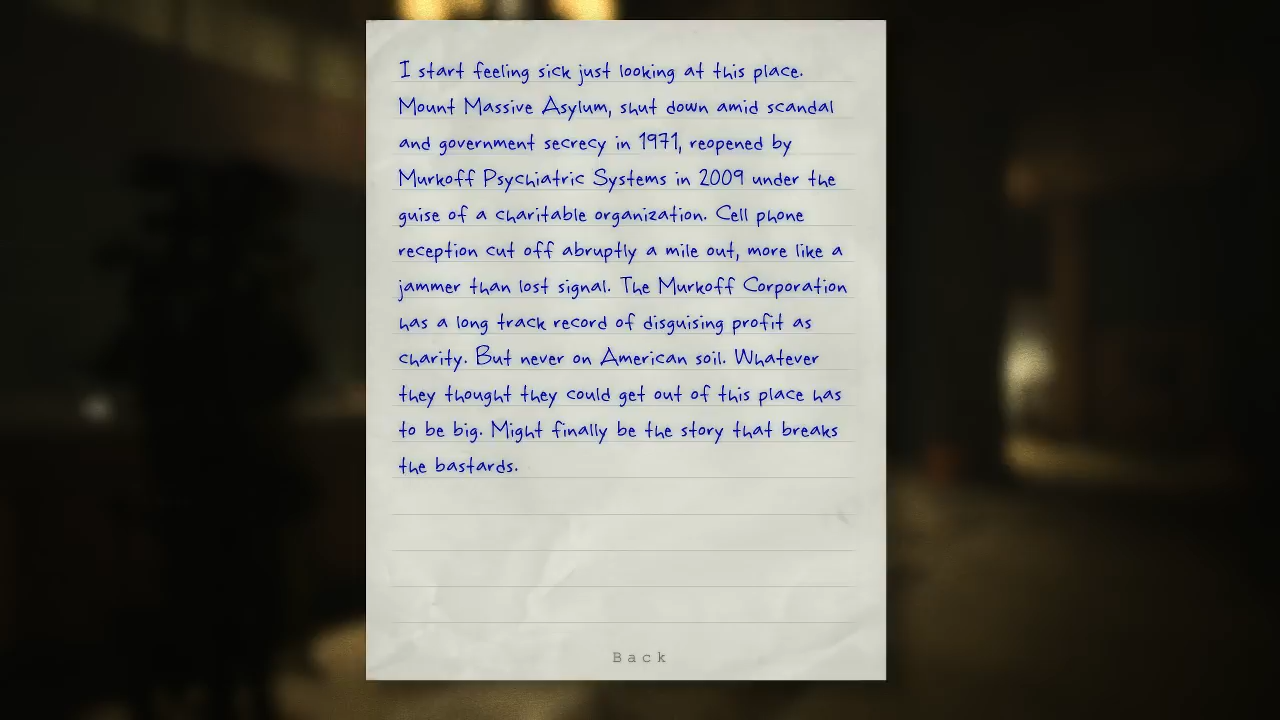 I start feeling sick just looking at this place.
Mount Massive Asylum, shut down amid scandal
and government secrecy in 1971, reopened by
Murkoff Psychiatric Systems in 2009 under the
guise of a charitable organization. Cell phone
reception cut off abruptly a mile out, more like a
jammer than lost signal. The Murkoff Corporation
has a long track record of disguising profit as
charity. But never on American soil. Whatever
they thought they could get out of this place has
to be big. Might finally be the story that breaks
the bastards.
Back